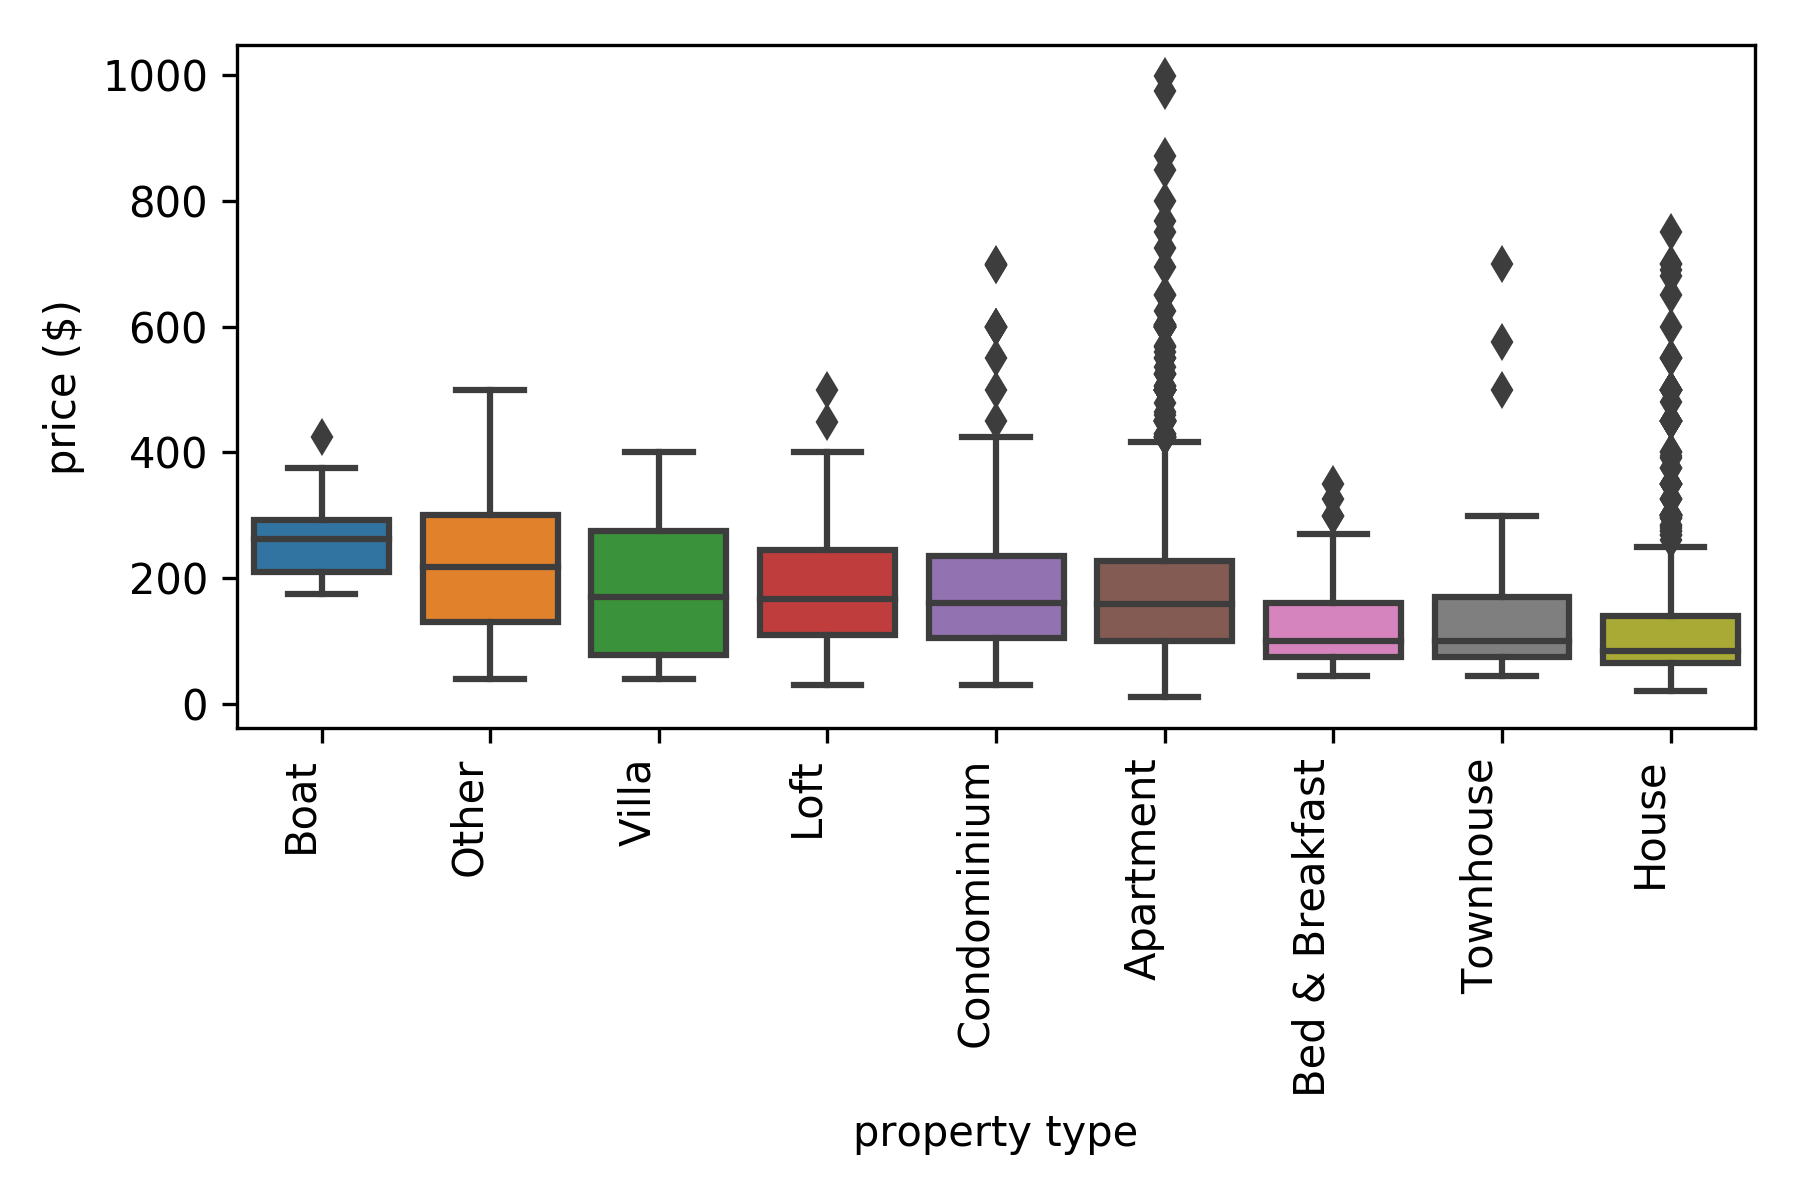 1000
800
600
400
200
0
price ($)
Boat
Other
Villa
Loft
Condominium
Apartment
Bed & Breakfast
Townhouse
House
property type